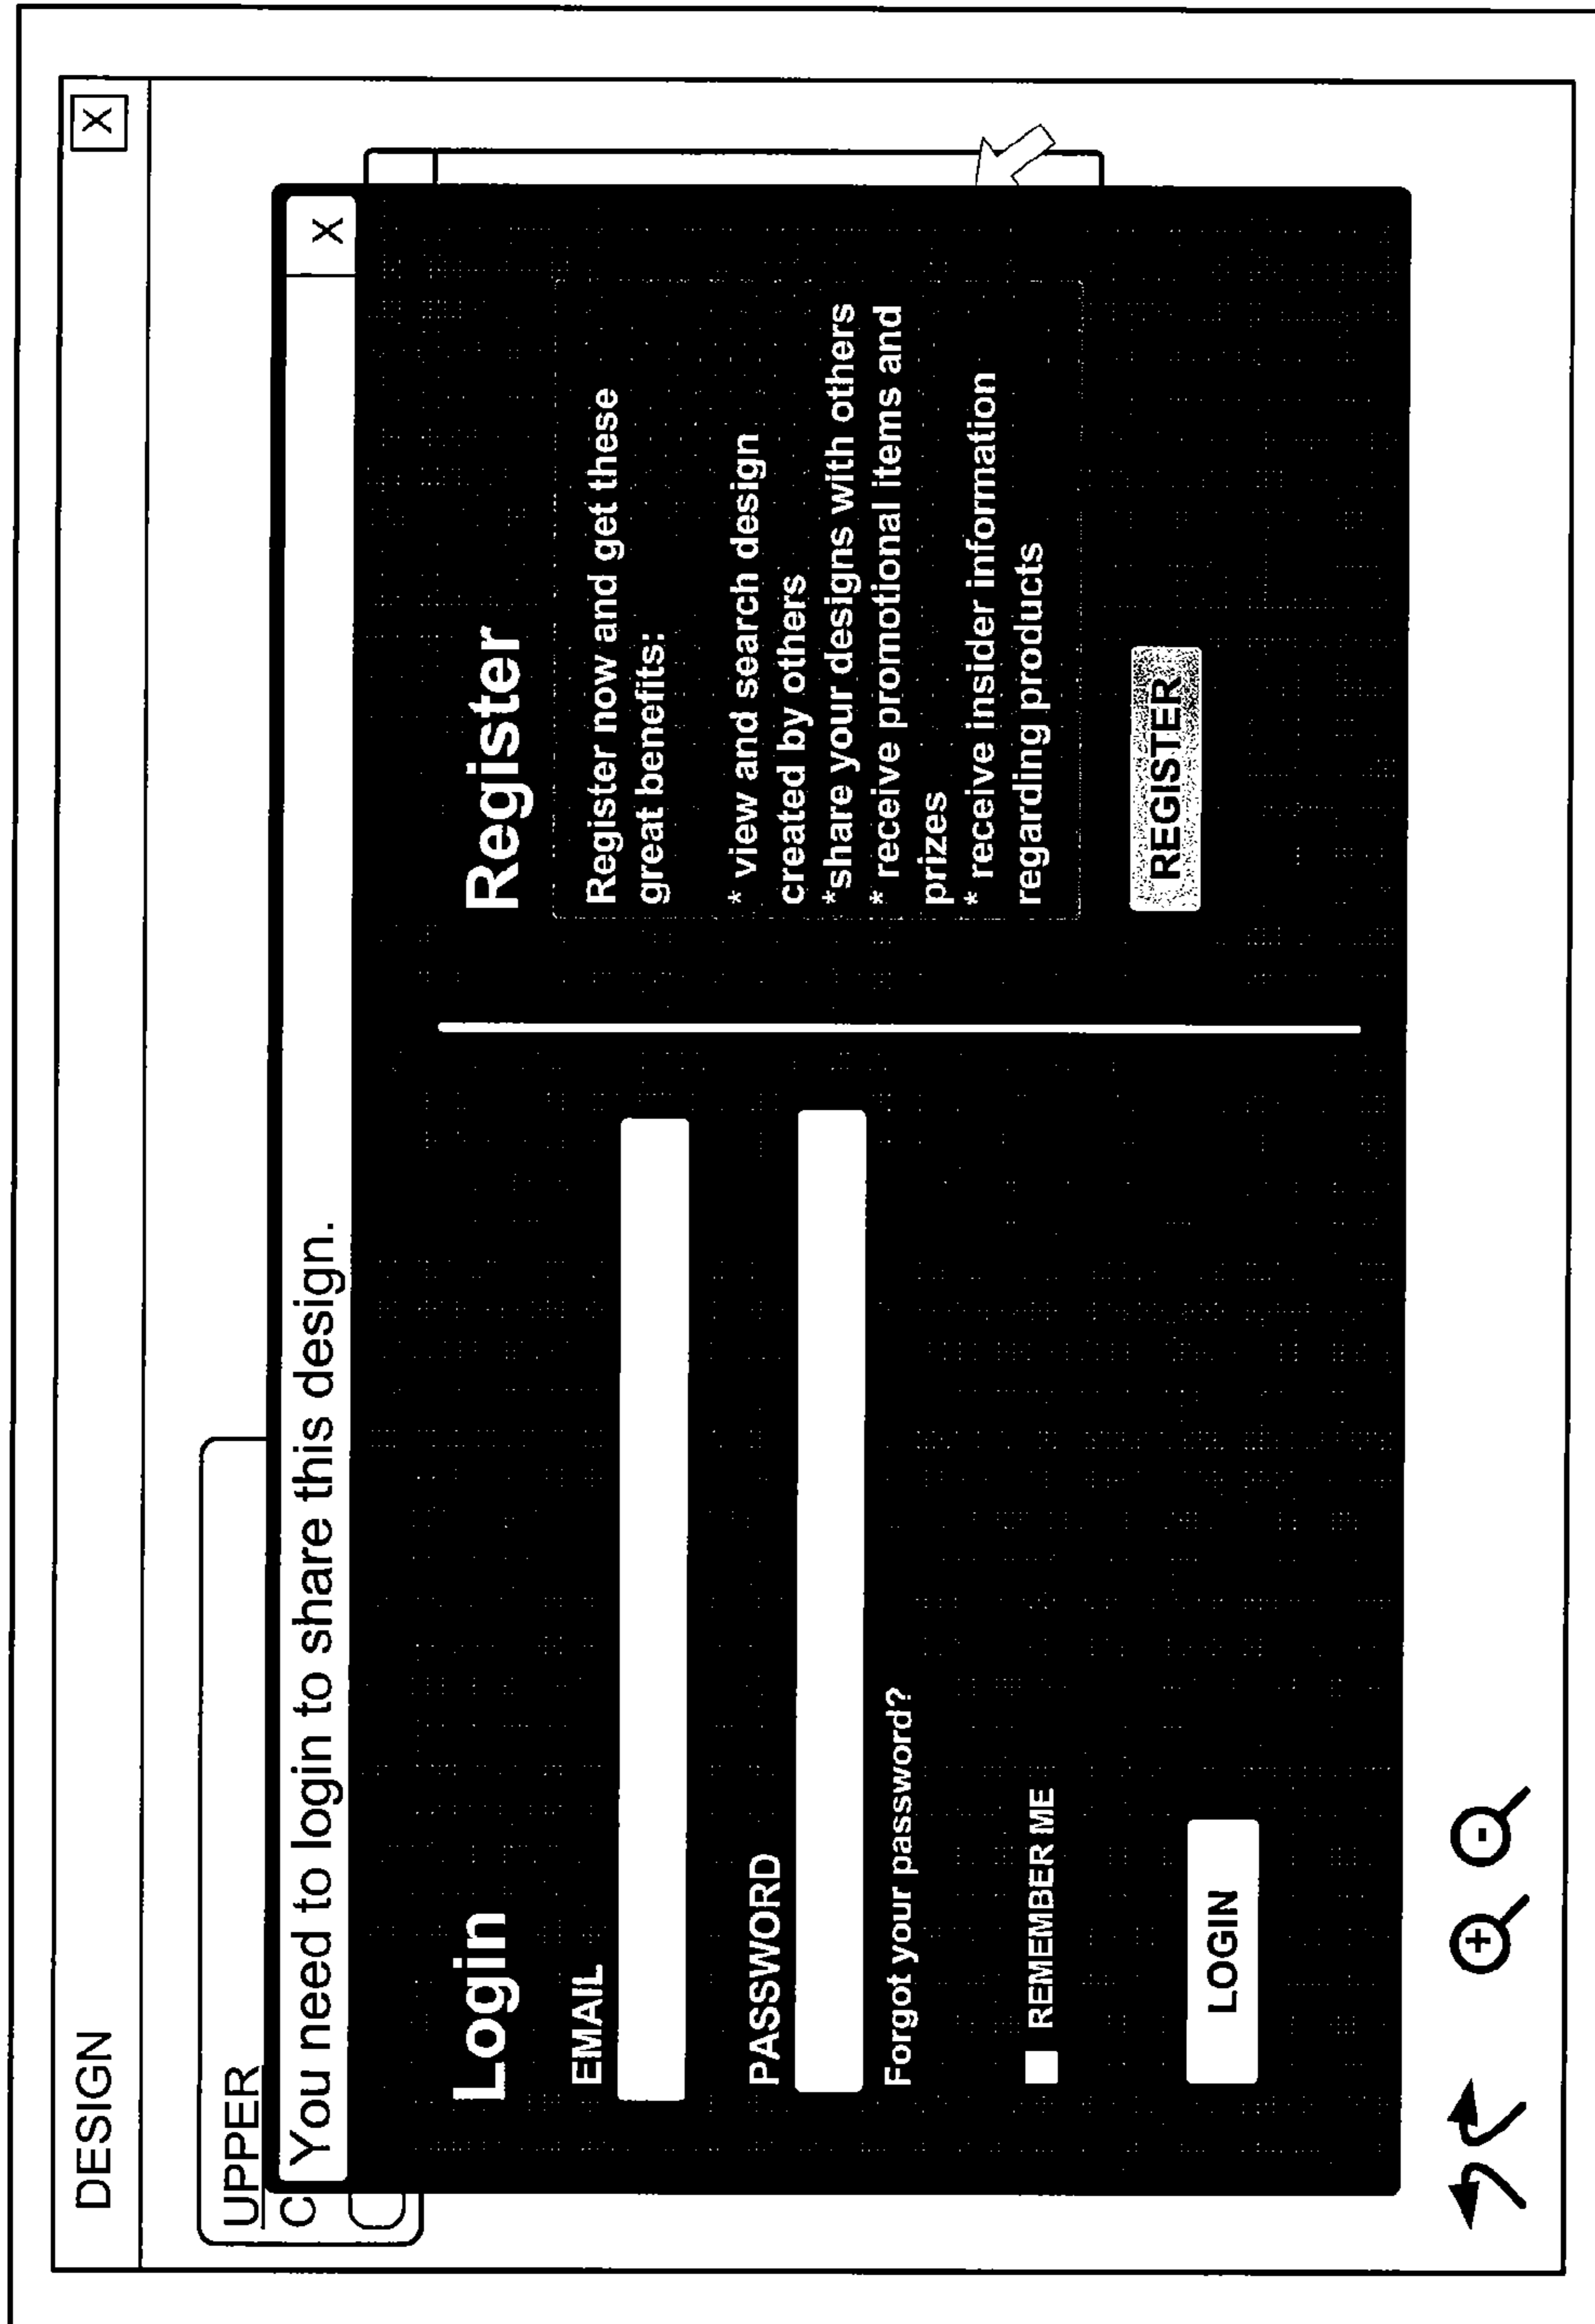 DESIGN
X
UPPER
C
You need to login to share this design.
X
Login
EMAIL
PASSWORD
Forgot your password?
REMEMBER ME
LOGIN
Register
Register now and get these
great benefits:
* view and search design
created by others
*share your designs with others
* receive promotional items and
prizes
* receive insider information
regarding products
REGISTER